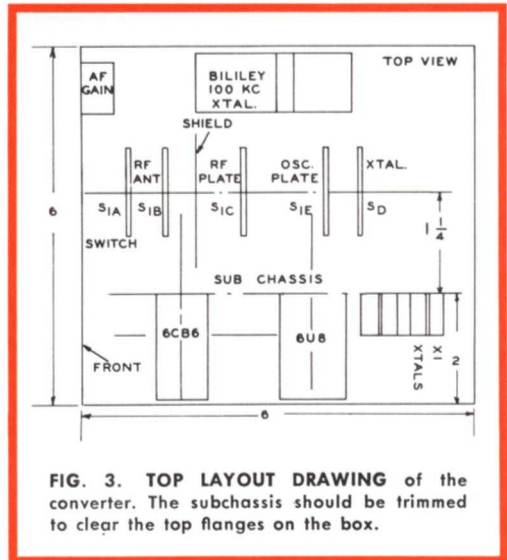 TOP VIEW
AF
GAIN
BILILEY
100 KC
XTAL.
SHIELD
RF
ANT
RF
PLATE
OSC.
PLATE
XTAL.
S1A
S1B
S1C
S1E
SD
SWITCH
6
1 1/4
SUB CHASSIS
6CB6
6U8
X1
XTALS
2
FRONT
6
FIG. 3. TOP LAYOUT DRAWING of the
converter. The subchassis should be trimmed
to clear the top flanges on the box.